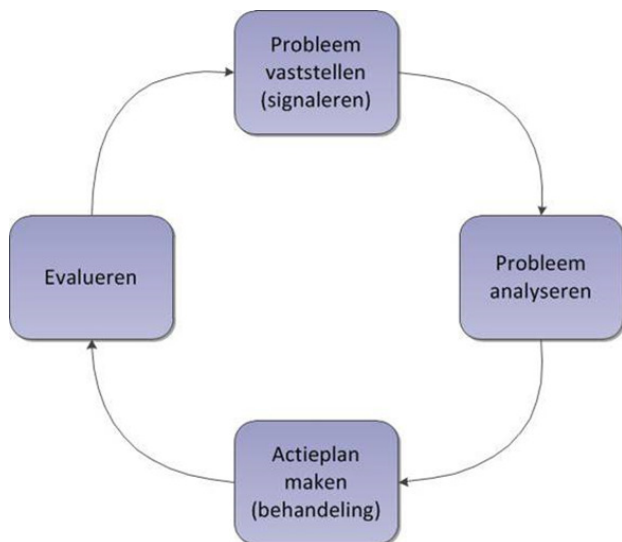 Probleem
vaststellen
(signaleren)
Probleem
analyseren
Actieplan
maken
(behandeling)
Evalueren